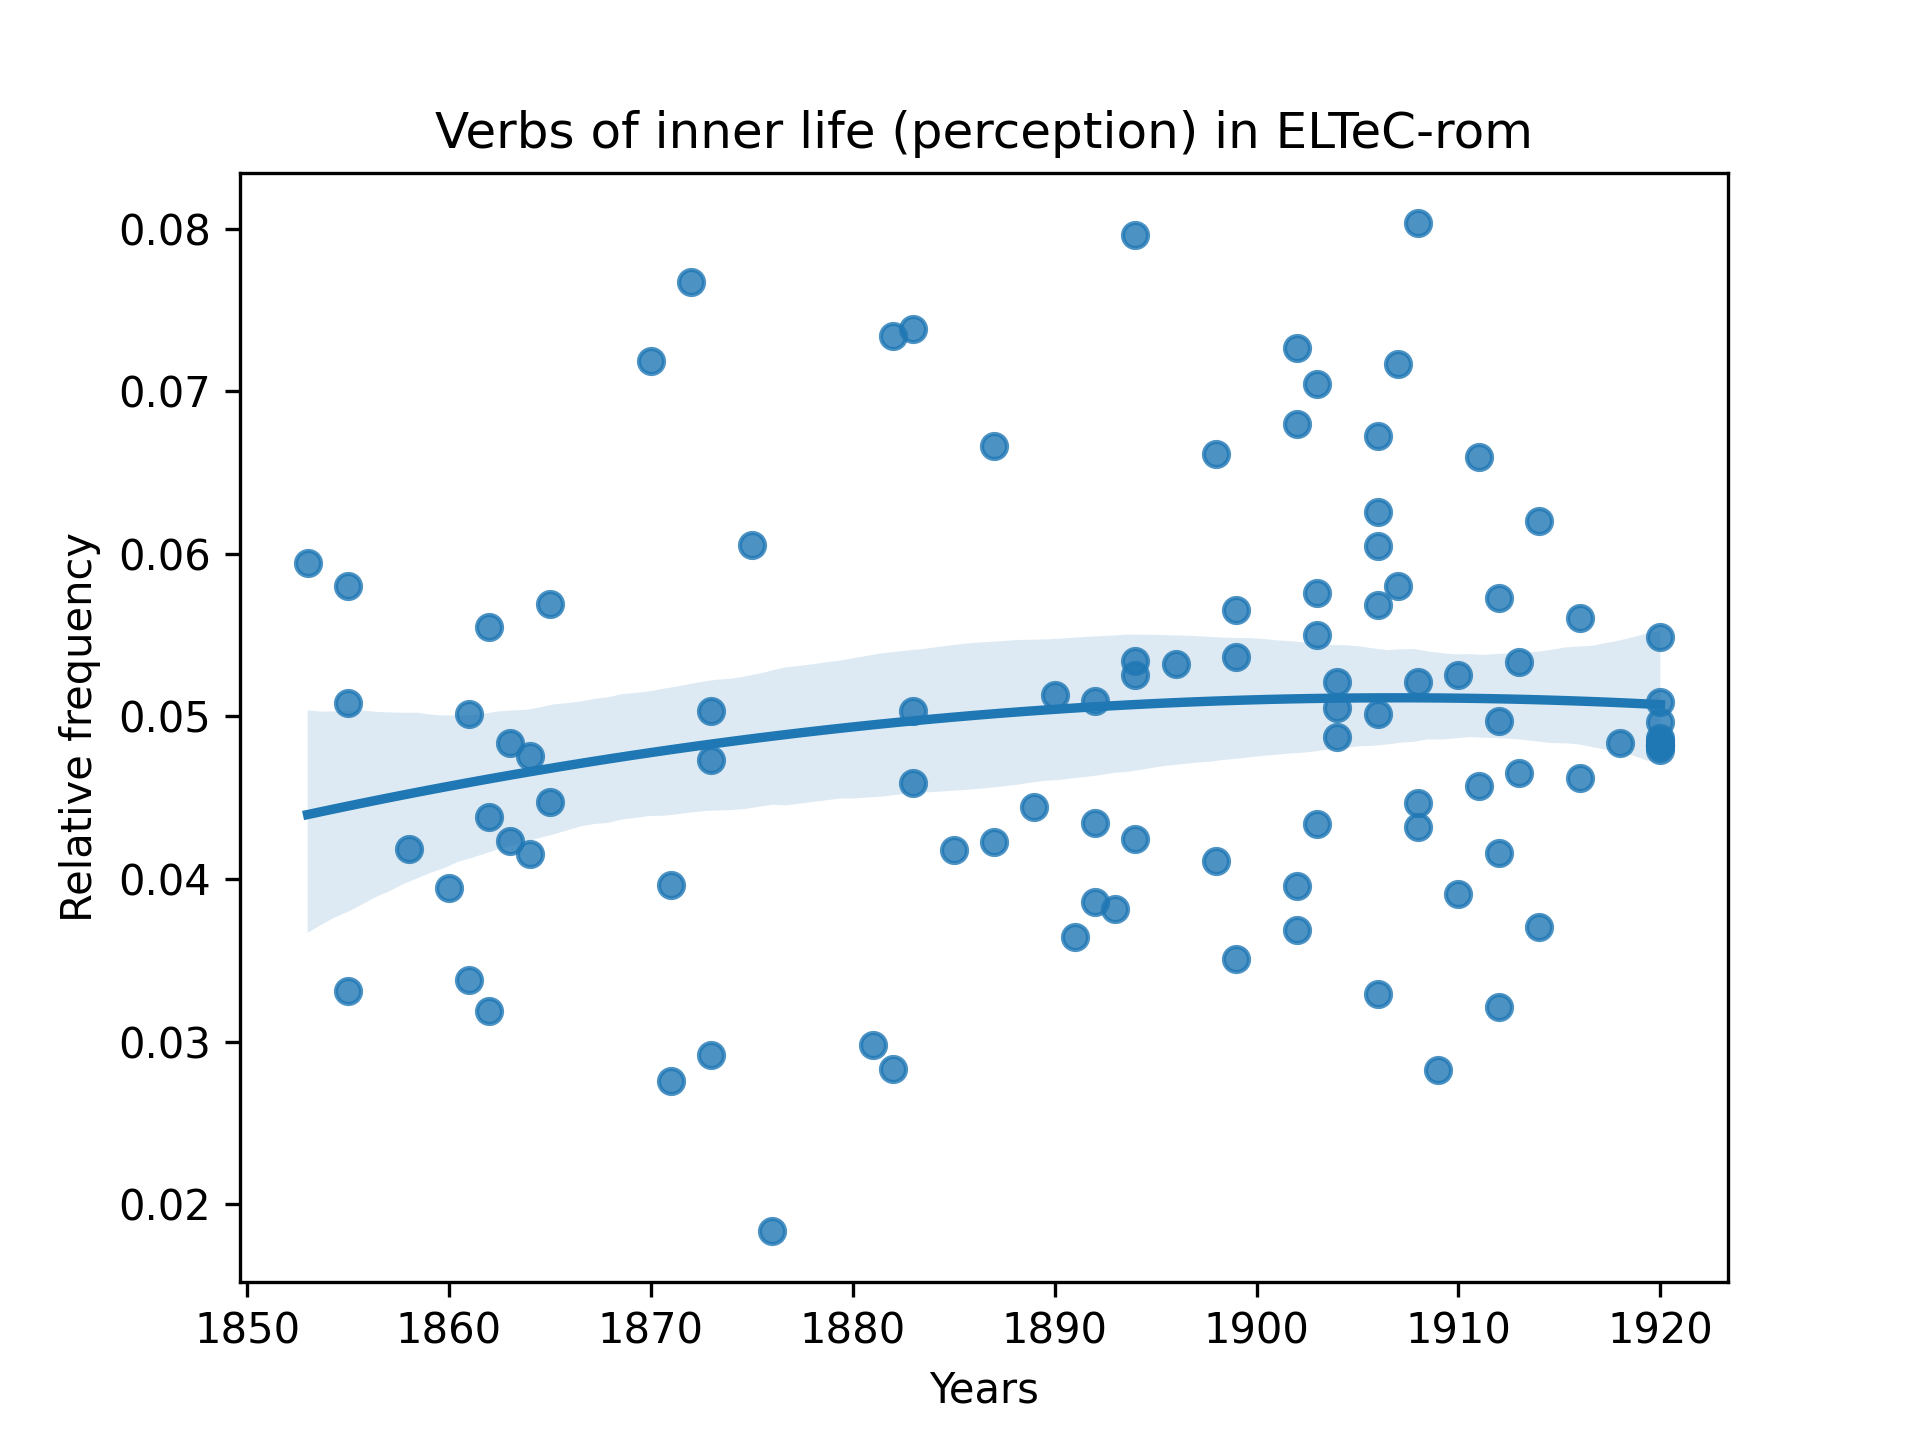 Verbs of inner life (perception) in ELTeC-rom
Relative frequency
0.08
0.07
0.06
0.05
0.04
0.03
0.02
1850 1860 1870 1880 1890 1900 1910 1920
Years